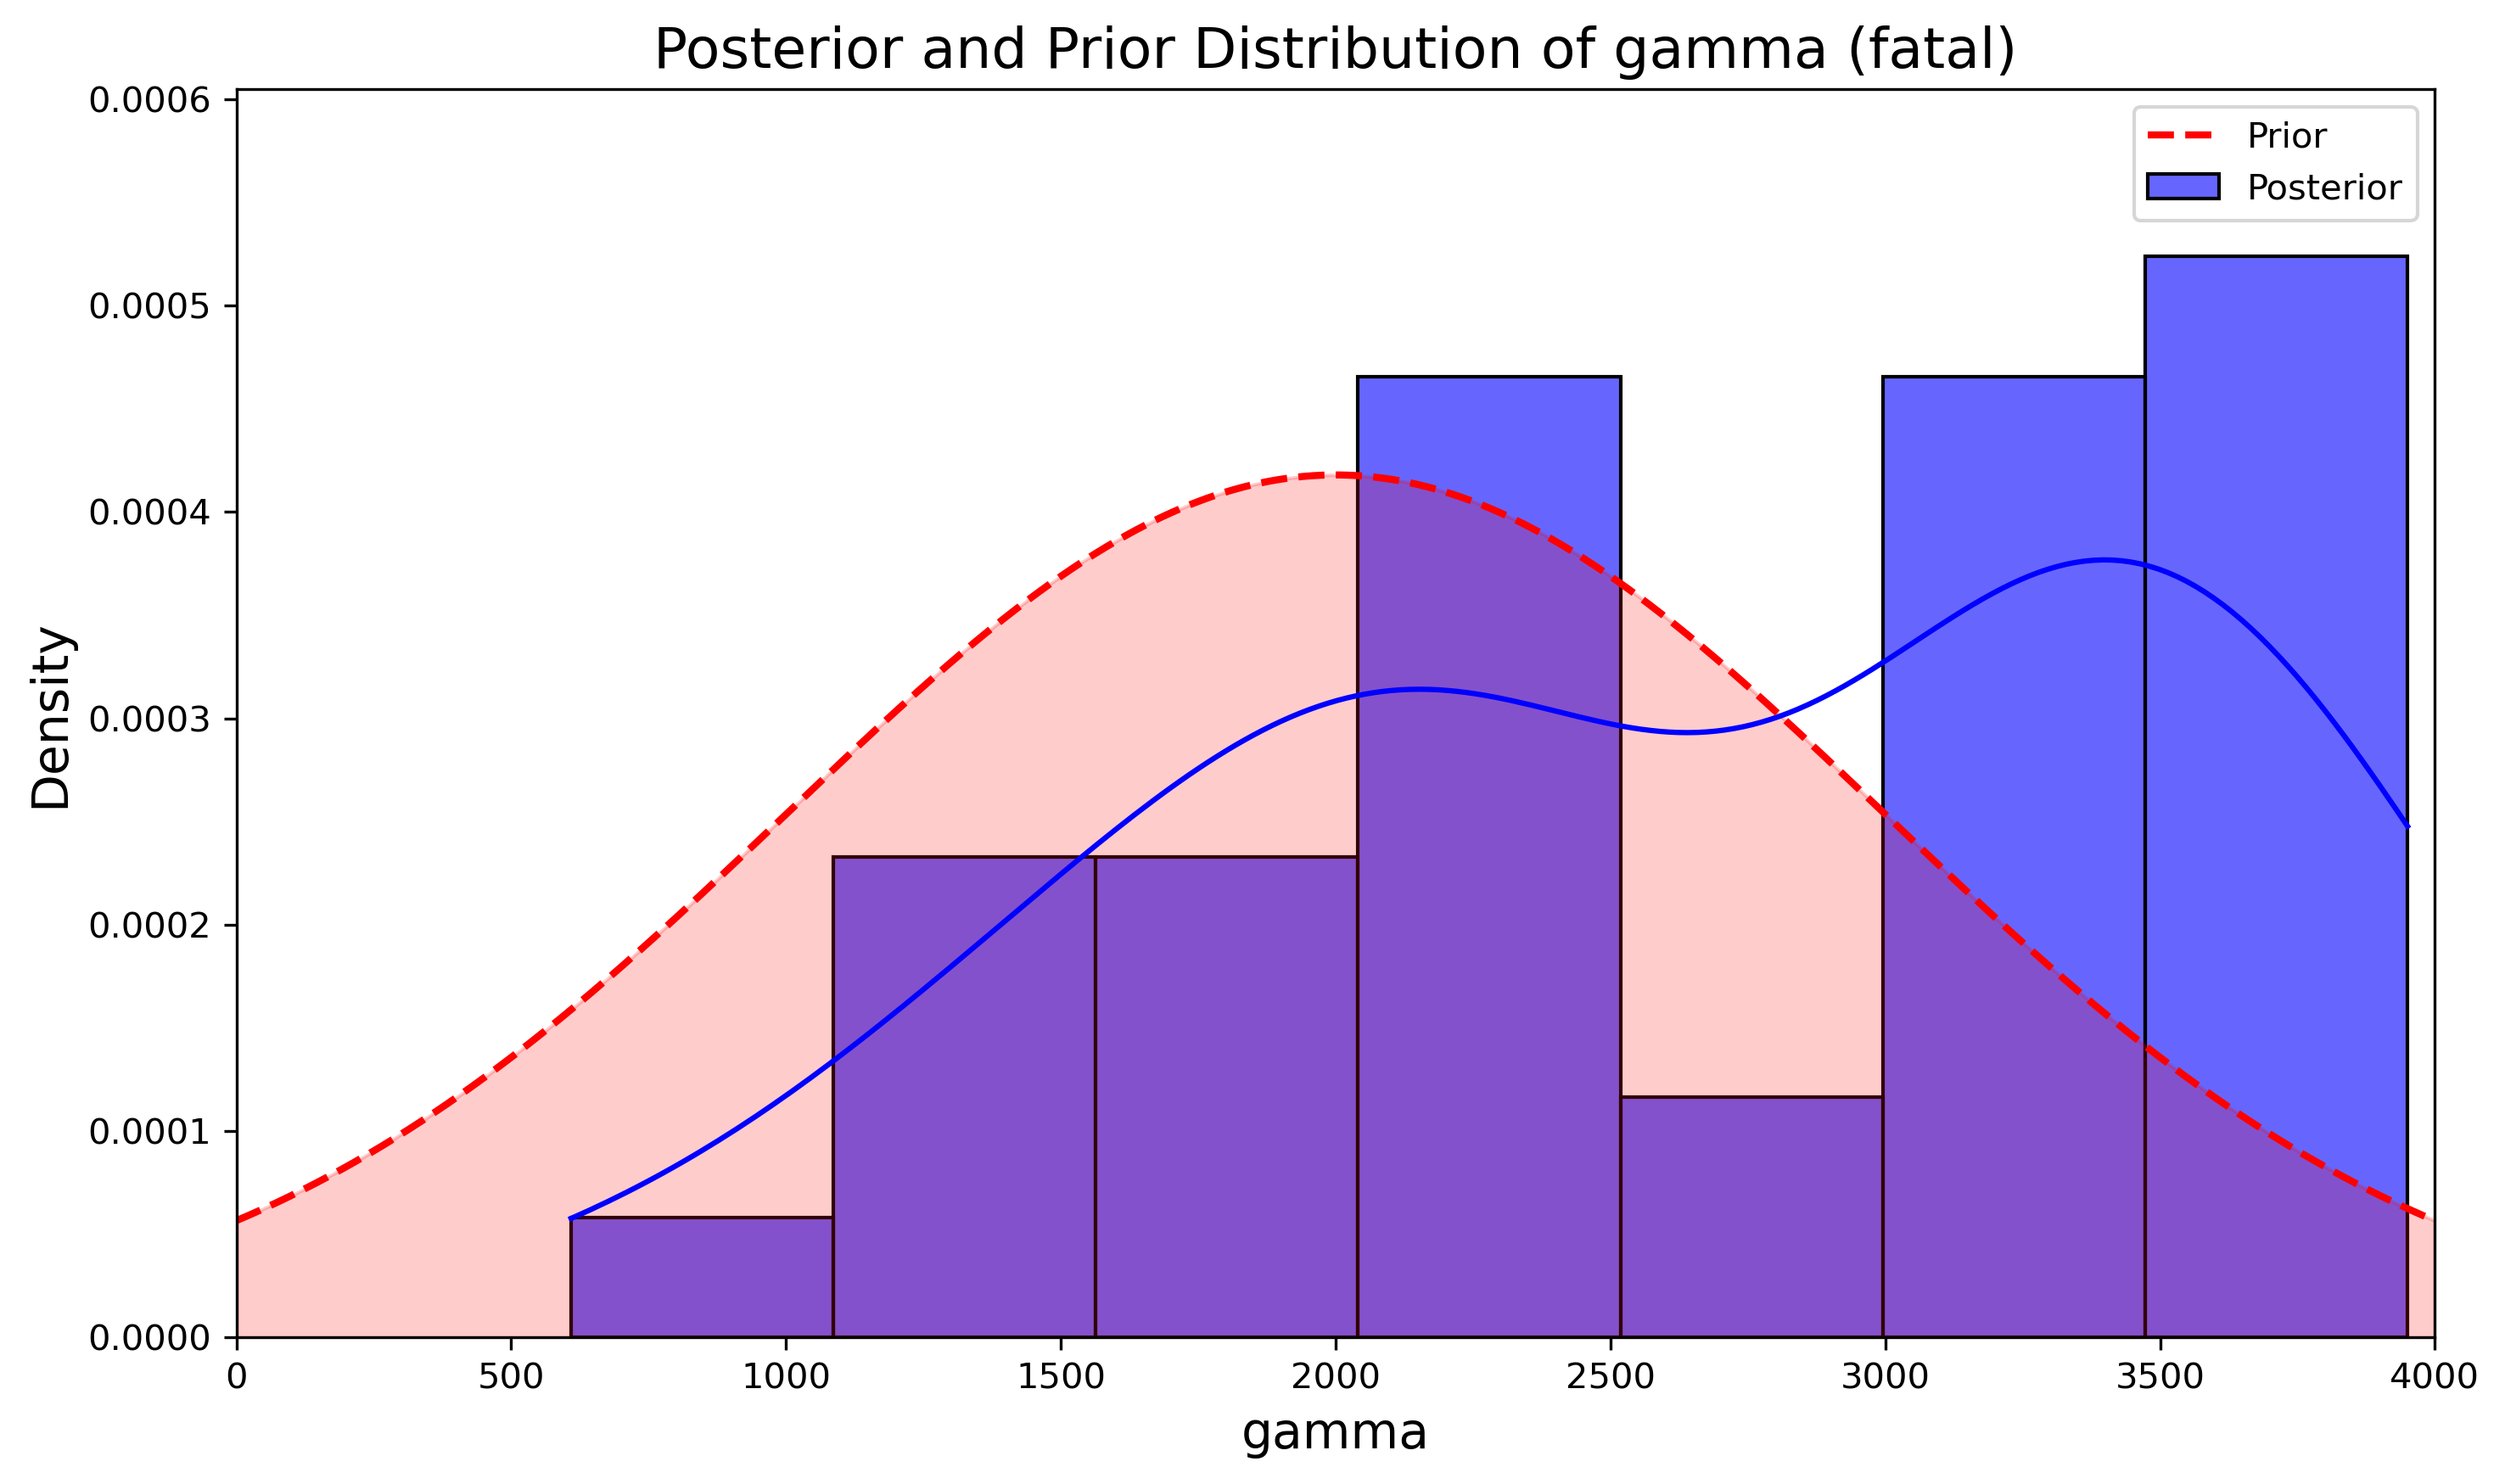 Posterior and Prior Distribution of gamma (fatal)
0.0006
0.0005
0.0004
0.0003
0.0002
0.0001
0.0000
Density
Prior
Posterior
0 500 1000 1500 2000 2500 3000 3500 4000
gamma